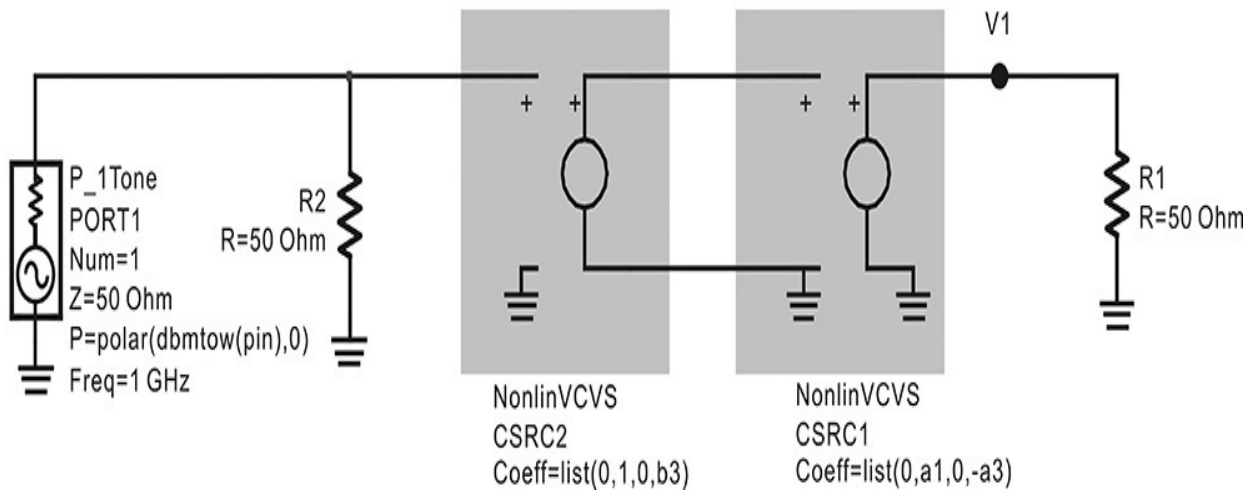 V1
+ +
+ +
P_1Tone
PORT1
Num=1
Z=50 Ohm
P=polar(dbmtow(pin),0)
Freq=1 GHz
R2
R=50 Ohm
R1
R=50 Ohm
NonlinVCVS
CSRC2
Coeff=list(0,1,0,b3)
NonlinVCVS
CSRC1
Coeff=list(0,a1,0,-a3)